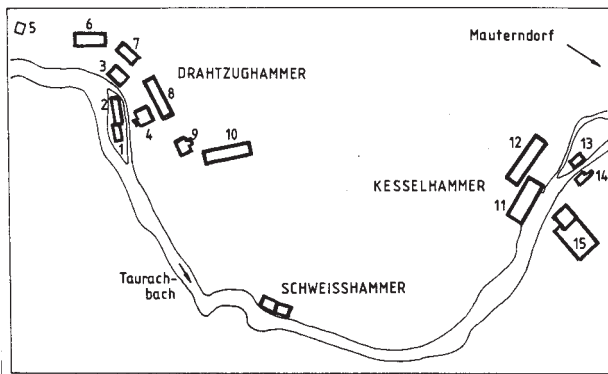 5
6
7
Mauterndorf
3
DRAHTZUGHAMMER
2
8
4
1
9
10
12
13
14
KESSELHAMMER
11
15
Taurach-
bach
SCHWEISSHAMMER